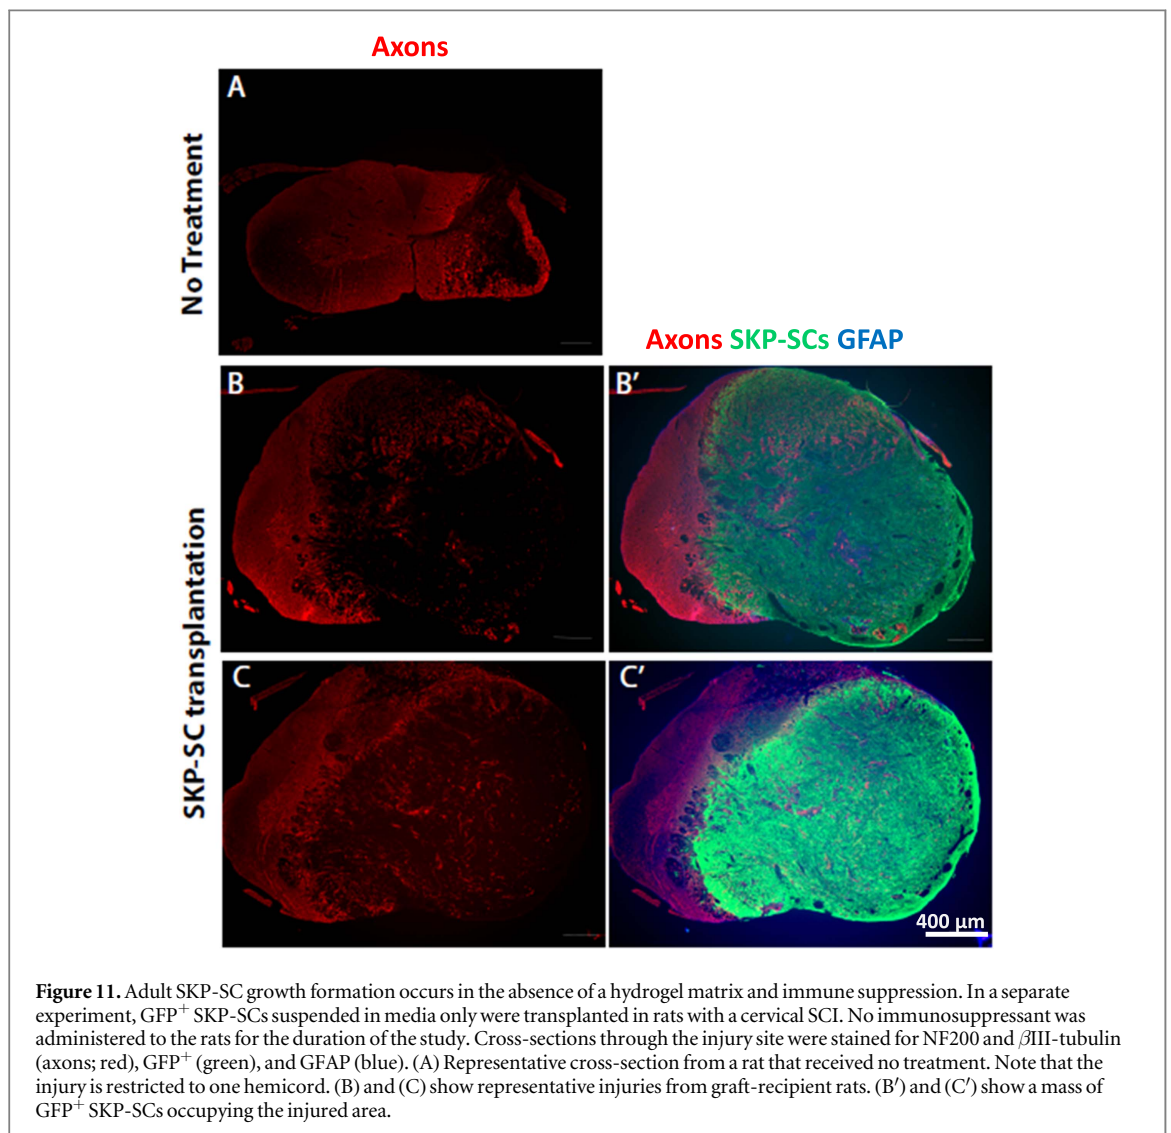 Axons
A
No Treatment
Axons SKP-SCs GFAP
B
B′
SKP-SC transplantation
C
C′
400 μm
Figure 11. Adult SKP-SC growth formation occurs in the absence of a hydrogel matrix and immune suppression. In a separate
experiment, GFP⁺ SKP-SCs suspended in media only were transplanted in rats with a cervical SCI. No immunosuppressant was
administered to the rats for the duration of the study. Cross-sections through the injury site were stained for NF200 and βIII-tubulin
(axons; red), GFP⁺ (green), and GFAP (blue). (A) Representative cross-section from a rat that received no treatment. Note that the
injury is restricted to one hemicord. (B) and (C) show representative injuries from graft-recipient rats. (B′) and (C′) show a mass of
GFP⁺ SKP-SCs occupying the injured area.